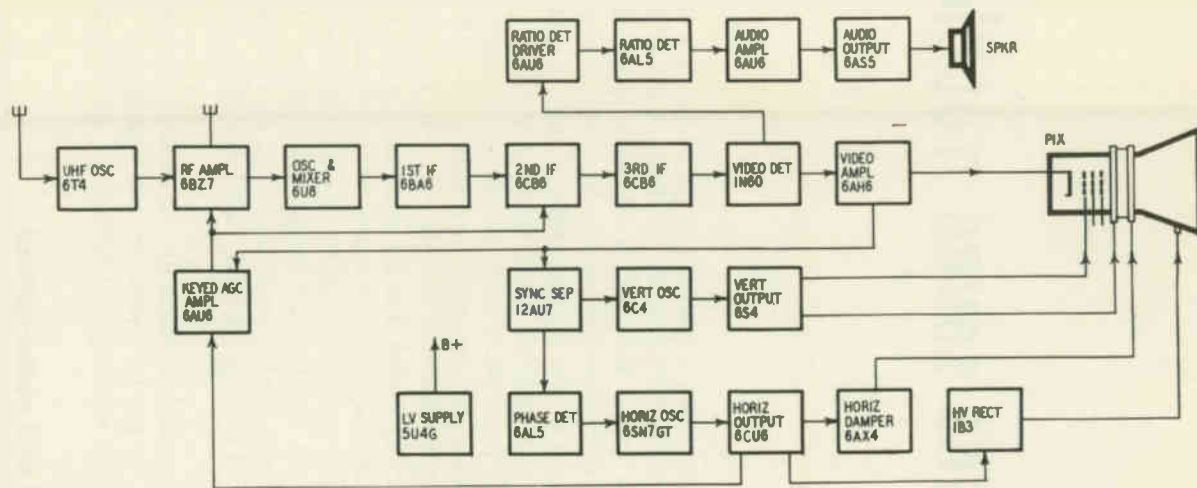 RATIO DET
DRIVER
6AU6
RATIO DET
6AL5
AUDIO
AMPL
6AU6
AUDIO
OUTPUT
6AS5
SPKR
UHF OSC
6T4
RF AMPL
6BZ7
OSC &
MIXER
6U8
1ST IF
6BA6
2ND IF
6CB6
3RD IF
6CB6
VIDEO DET
1N60
VIDEO
AMPL
6AH6
PIX
KEYED AGC
AMPL
6AU6
SYNC SEP
12AU7
VERT OSC
6C4
VERT
OUTPUT
6S4
B+
LV SUPPLY
5U4G
PHASE DET
6AL5
HORIZ OSC
6SN7GT
HORIZ
OUTPUT
6CU6
HORIZ
DAMPER
6AX4
HV RECT
1B3